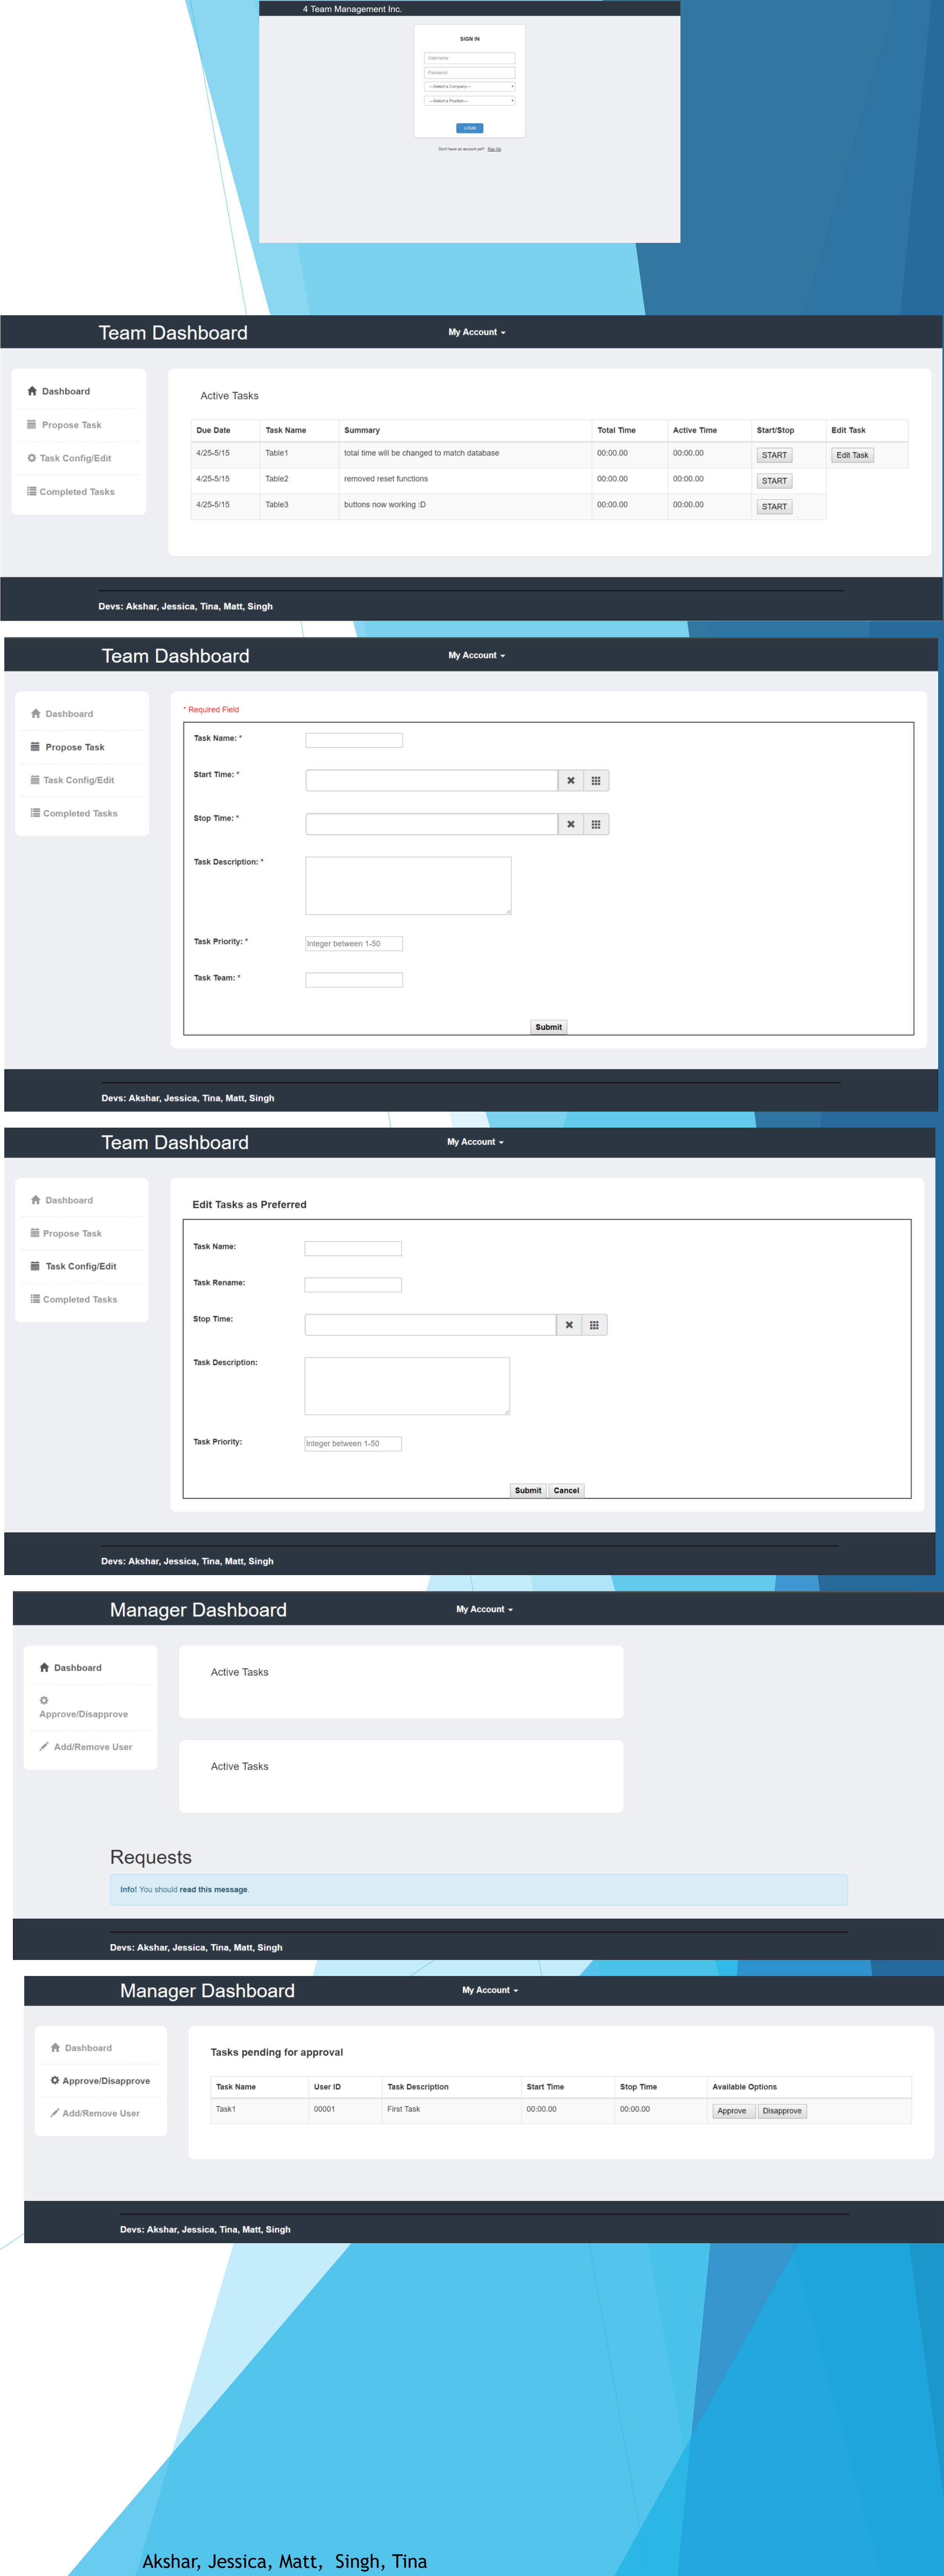 4 Team Management Inc.
SIGN IN
Username
Password
---Select a Company---
---Select a Position---
LOGIN
Don't have an account yet? Sign Up
Team Dashboard My Account
Dashboard
Propose Task
Task Config/Edit
Completed Tasks
Active Tasks
Due Date Task Name Summary Total Time Active Time Start/Stop Edit Task
4/25-5/15 Table1 total time will be changed to match database 00:00.00 00:00.00 START Edit Task
4/25-5/15 Table2 removed reset functions 00:00.00 00:00.00 START
4/25-5/15 Table3 buttons now working :D 00:00.00 00:00.00 START
Devs: Akshar, Jessica, Tina, Matt, Singh
Team Dashboard My Account
Dashboard
Propose Task
Task Config/Edit
Completed Tasks
* Required Field
Task Name: *
Start Time: *
Stop Time: *
Task Description: *
Task Priority: * Integer between 1-50
Task Team: *
Submit
Devs: Akshar, Jessica, Tina, Matt, Singh
Team Dashboard My Account
Dashboard
Propose Task
Task Config/Edit
Completed Tasks
Edit Tasks as Preferred
Task Name:
Task Rename:
Stop Time:
Task Description:
Task Priority: Integer between 1-50
Submit Cancel
Devs: Akshar, Jessica, Tina, Matt, Singh
Manager Dashboard My Account
Dashboard
Approve/Disapprove
Add/Remove User
Active Tasks
Active Tasks
Requests
Info! You should read this message.
Devs: Akshar, Jessica, Tina, Matt, Singh
Manager Dashboard My Account
Dashboard
Approve/Disapprove
Add/Remove User
Tasks pending for approval
Task Name User ID Task Description Start Time Stop Time Available Options
Task1 00001 First Task 00:00.00 00:00.00 Approve Disapprove
Devs: Akshar, Jessica, Tina, Matt, Singh
Akshar, Jessica, Matt, Singh, Tina